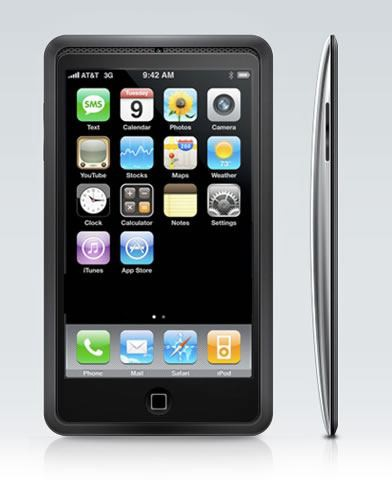 AT&T 3G 9:42 AM
SMS Tuesday 9 280 73°
Text Calendar Photos Camera
YouTube Stocks Maps Weather
Clock Calculator Notes Settings
iTunes App Store
Phone Mail Safari iPod